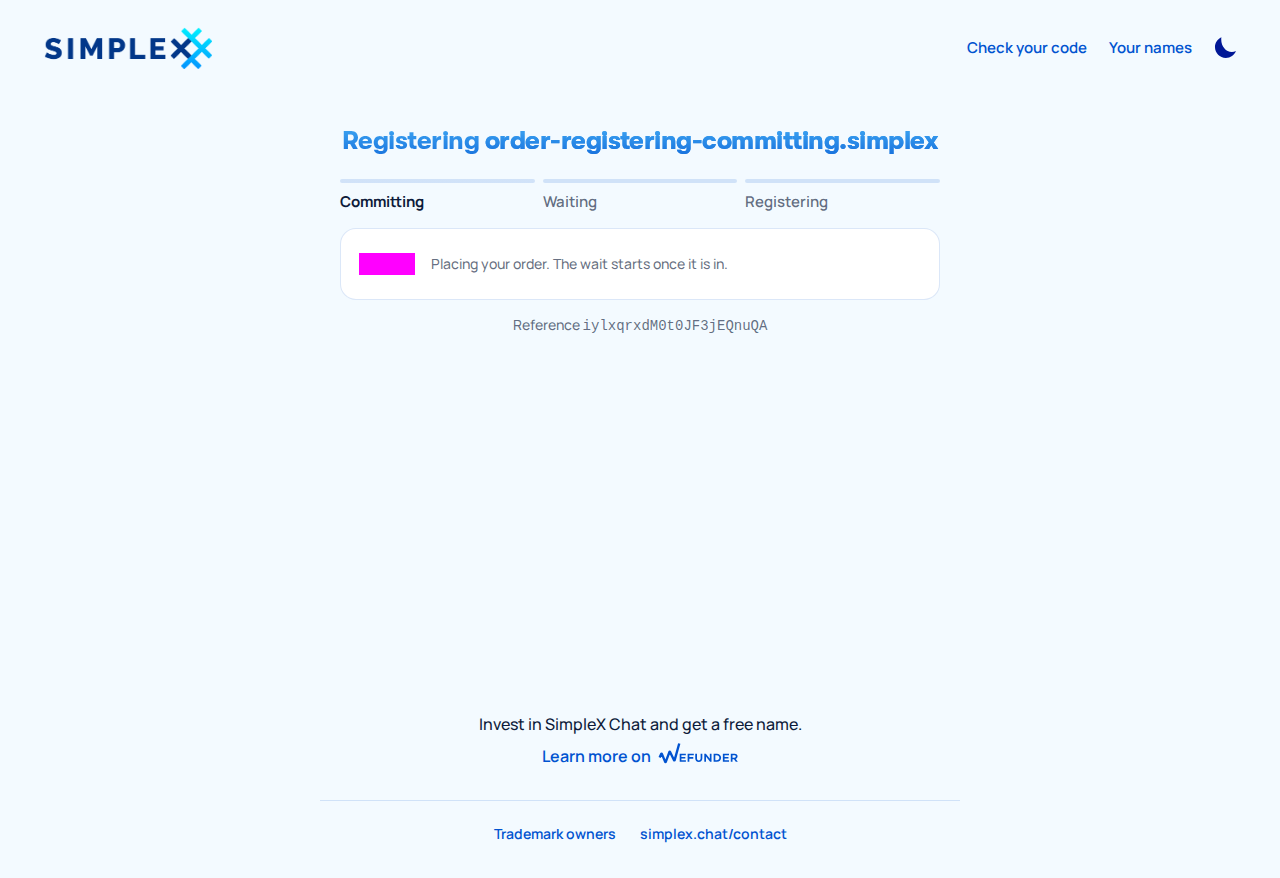 SIMPLEX
Check your code
Your names
Registering order-registering-committing.simplex
Committing
Waiting
Registering
Placing your order. The wait starts once it is in.
Reference iylxqrxdM0t0JF3jEQnuQA
Invest in SimpleX Chat and get a free name.
Learn more on WEFUNDER
Trademark owners
simplex.chat/contact